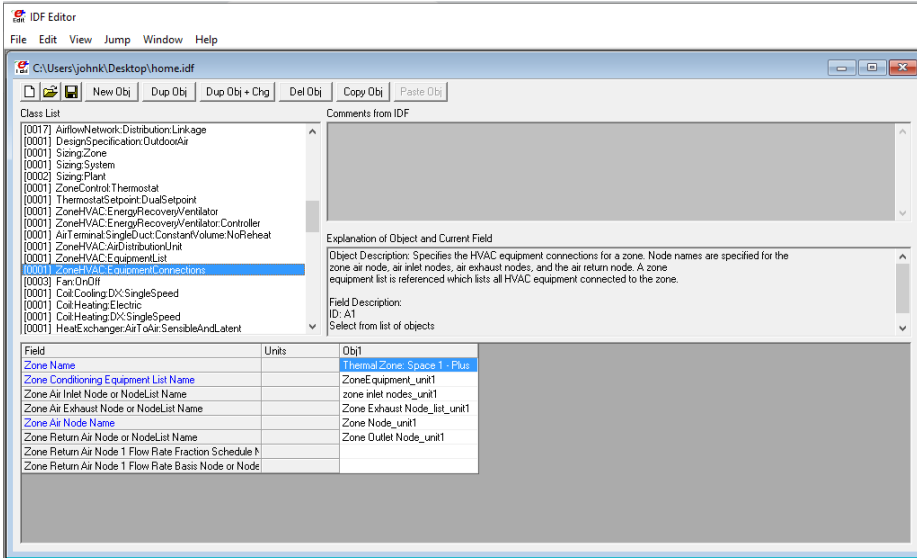 IDF Editor
File Edit View Jump Window Help
C:\Users\johnk\Desktop\home.idf
New Obj Dup Obj Dup Obj + Chg Del Obj Copy Obj Paste Obj
Class List
[0017] AirflowNetwork:Distribution:Linkage
[0001] DesignSpecification:OutdoorAir
[0001] Sizing:Zone
[0001] Sizing:System
[0002] Sizing:Plant
[0001] ZoneControl:Thermostat
[0001] ThermostatSetpoint:DualSetpoint
[0001] ZoneHVAC:EnergyRecoveryVentilator
[0001] ZoneHVAC:EnergyRecoveryVentilator:Controller
[0001] AirTerminal:SingleDuct:ConstantVolume:NoReheat
[0001] ZoneHVAC:AirDistributionUnit
[0001] ZoneHVAC:EquipmentList
[0001] ZoneHVAC:EquipmentConnections
[0003] Fan:OnOff
[0001] Coil:Cooling:DX:SingleSpeed
[0001] Coil:Heating:Electric
[0001] Coil:Heating:DX:SingleSpeed
[0001] HeatExchanger:AirToAir:SensibleAndLatent
Comments from IDF
Explanation of Object and Current Field
Object Description: Specifies the HVAC equipment connections for a zone. Node names are specified for the
zone air node, air inlet nodes, air exhaust nodes, and the air return node. A zone
equipment list is referenced which lists all HVAC equipment connected to the zone.
Field Description:
ID: A1
Select from list of objects
Field Units Obj1
Zone Name ThermalZone: Space 1 - Plus
Zone Conditioning Equipment List Name ZoneEquipment_unit1
Zone Air Inlet Node or NodeList Name zone inlet nodes_unit1
Zone Air Exhaust Node or NodeList Name Zone Exhaust Node_list_unit1
Zone Air Node Name Zone Node_unit1
Zone Return Air Node or NodeList Name Zone Outlet Node_unit1
Zone Return Air Node 1 Flow Rate Fraction Schedule N
Zone Return Air Node 1 Flow Rate Basis Node or Node